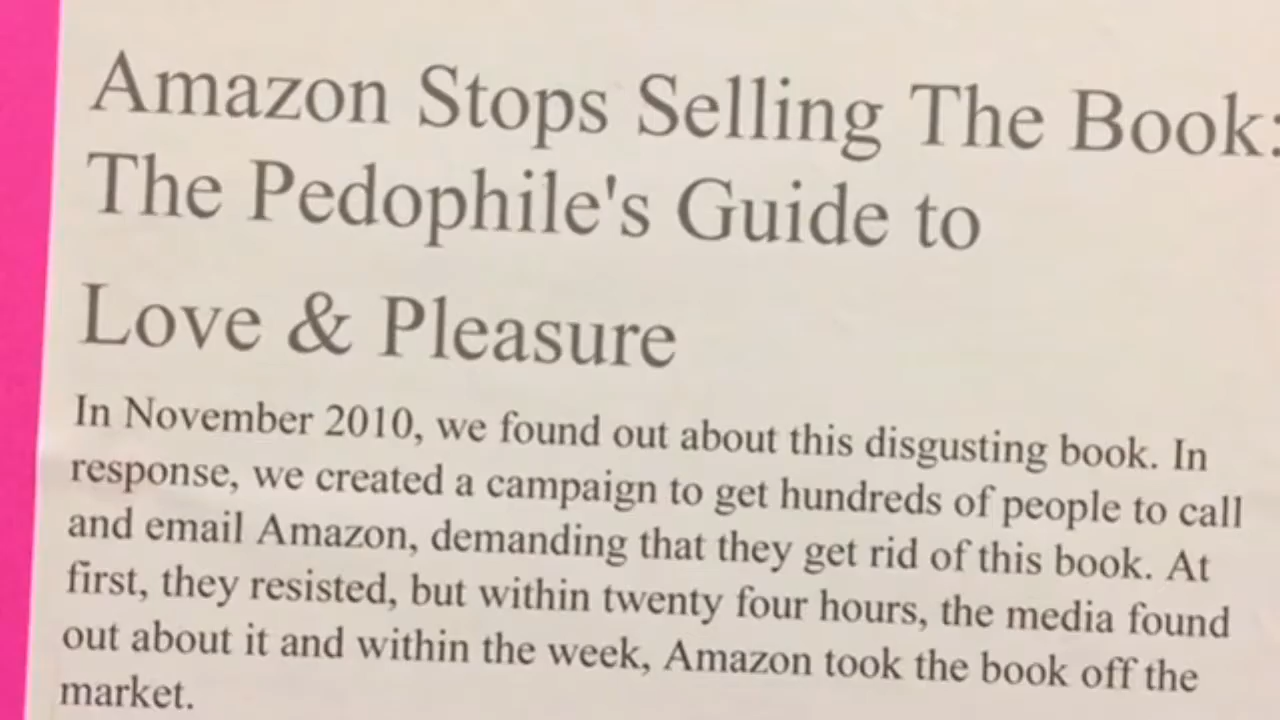 Amazon Stops Selling The Book:
The Pedophile's Guide to
Love & Pleasure
In November 2010, we found out about this disgusting book. In
response, we created a campaign to get hundreds of people to call
and email Amazon, demanding that they get rid of this book. At
first, they resisted, but within twenty four hours, the media found
out about it and within the week, Amazon took the book off the
market.